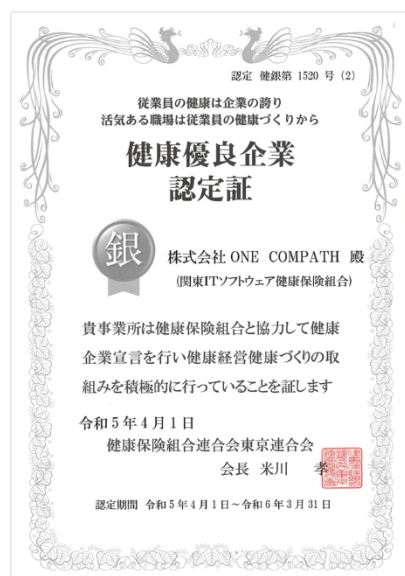 認定 健銀第 1520 号 (2)
従業員の健康は企業の誇り
活気ある職場は従業員の健康づくりから
健康優良企業
認定証
銀
株式会社 ONE COMPATH 殿
(関東ITソフトウェア健康保険組合)
貴事業所は健康保険組合と協力して健康
企業宣言を行い健康経営健康づくりの取
組みを積極的に行っていることを証します
令和5年4月1日
健康保険組合連合会東京連合会
会長 米川 孝
認定期間 令和5年4月1日～令和6年3月31日